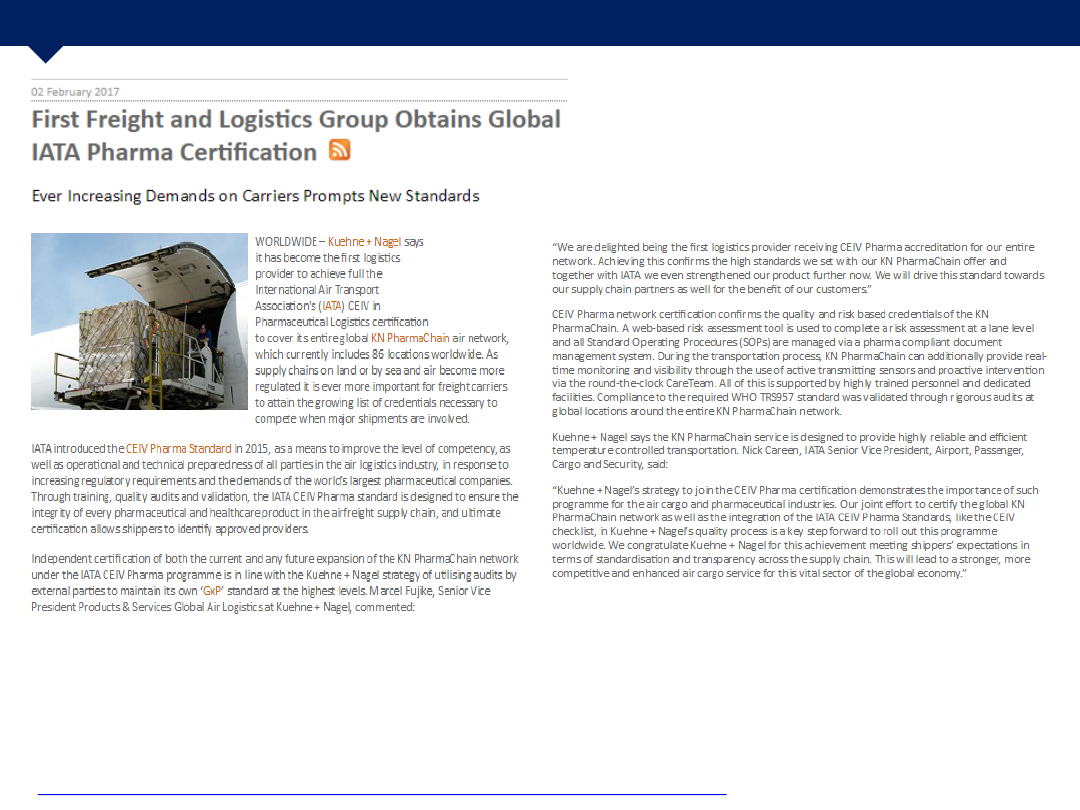 02 February 2017
First Freight and Logistics Group Obtains Global
IATA Pharma Certification
Ever Increasing Demands on Carriers Prompts New Standards
WORLDWIDE – Kuehne + Nagel says
it has become the first logistics
provider to achieve full the
International Air Transport
Association's (IATA) CEIV in
Pharmaceutical Logistics certification
to cover its entire global KN PharmaChain air network,
which currently includes 86 locations worldwide. As
supply chains on land or by sea and air become more
regulated it is ever more important for freight carriers
to attain the growing list of credentials necessary to
compete when major shipments are involved.
IATA introduced the CEIV Pharma Standard in 2015, as a means to improve the level of competency, as
well as operational and technical preparedness of all parties in the air logistics industry, in response to
increasing regulatory requirements and the demands of the world's largest pharmaceutical companies.
Through training, quality audits and validation, the IATA CEIV Pharma standard is designed to ensure the
integrity of every pharmaceutical and healthcare product in the airfreight supply chain, and ultimate
certification allows shippers to identify approved providers.
Independent certification of both the current and any future expansion of the KN PharmaChain network
under the IATA CEIV Pharma programme is in line with the Kuehne + Nagel strategy of utilising audits by
external parties to maintain its own 'GxP' standard at the highest levels. Marcel Fujike, Senior Vice
President Products & Services Global Air Logistics at Kuehne + Nagel, commented:
“We are delighted being the first logistics provider receiving CEIV Pharma accreditation for our entire
network. Achieving this confirms the high standards we set with our KN PharmaChain offer and
together with IATA we even strengthened our product further now. We will drive this standard towards
our supply chain partners as well for the benefit of our customers.”
CEIV Pharma network certification confirms the quality and risk based credentials of the KN
PharmaChain. A web-based risk assessment tool is used to complete a risk assessment at a lane level
and all Standard Operating Procedures (SOPs) are managed via a pharma compliant document
management system. During the transportation process, KN PharmaChain can additionally provide real-
time monitoring and visibility through the use of active transmitting sensors and proactive intervention
via the round-the-clock CareTeam. All of this is supported by highly trained personnel and dedicated
facilities. Compliance to the required WHO TRS957 standard was validated through rigorous audits at
global locations around the entire KN PharmaChain network.
Kuehne + Nagel says the KN PharmaChain service is designed to provide highly reliable and efficient
temperature controlled transportation. Nick Careen, IATA Senior Vice President, Airport, Passenger,
Cargo and Security, said:
“Kuehne + Nagel's strategy to join the CEIV Pharma certification demonstrates the importance of such
programme for the air cargo and pharmaceutical industries. Our joint effort to certify the global KN
PharmaChain network as well as the integration of the IATA CEIV Pharma Standards, like the CEIV
checklist, in Kuehne + Nagel's quality process is a key step forward to roll out this programme
worldwide. We congratulate Kuehne + Nagel for this achievement meeting shippers' expectations in
terms of standardisation and transparency across the supply chain. This will lead to a stronger, more
competitive and enhanced air cargo service for this vital sector of the global economy.”